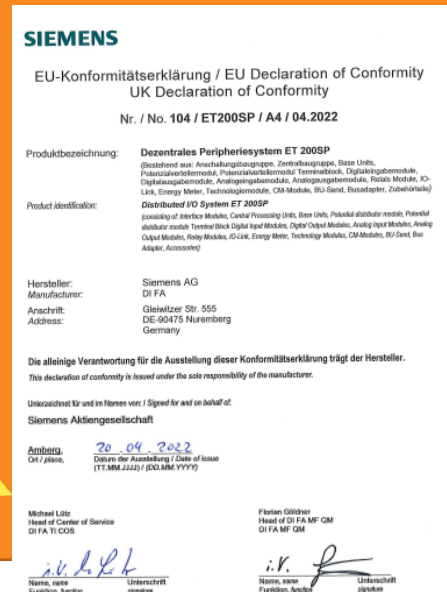 SIEMENS
EU-Konformitätserklärung / EU Declaration of Conformity
UK Declaration of Conformity
Nr. / No. 104 / ET200SP / A4 / 04.2022
Produktbezeichnung: Dezentrales Peripheriesystem ET 200SP
(Bestehend aus: Anschaltungsbaugruppe, Zentralbaugruppe, Base Units,
Potenzialverteilermodul, Potenzialverteilermodul Terminalblock, Digitaleingabemodule,
Digitalausgabemodule, Analogeingabemodule, Analogausgabemodule, Relais Module, IO-
Link, Energy Meter, Technologiemodule, CM-Module, BU-Send, Busadapter, Zubehörteile)
Product identification: Distributed I/O System ET 200SP
(consisting of: Interface Modules, Central Processing Units, Base Units, Potential distributor module, Potential
distributor module Terminal Block Digital Input Modules, Digital Output Modules, Analog Input Modules, Analog
Output Modules, Relay Modules, IO-Link, Energy Meter, Technology Modules, CM-Modules, BU-Send, Bus
Adapter, Accessories)
Hersteller: Siemens AG
Manufacturer: DI FA
Anschrift: Gleiwitzer Str. 555
Address: DE-90475 Nuremberg
Germany
Die alleinige Verantwortung für die Ausstellung dieser Konformitätserklärung trägt der Hersteller.
This declaration of conformity is issued under the sole responsibility of the manufacturer.
Unterzeichnet für und im Namen von: / Signed for and on behalf of:
Siemens Aktiengesellschaft
Amberg, 20.04.2022
Ort / place, Datum der Ausstellung / Date of issue
(TT.MM.JJJJ) / (DD.MM.YYYY)
Michael Lütz Florian Göldner
Head of Center of Service Head of DI FA MF QM
DI FA TI COS DI FA MF QM
i.V. i.V.
Name, name Unterschrift Name, name Unterschrift
Funktion, function signature Funktion, function signature